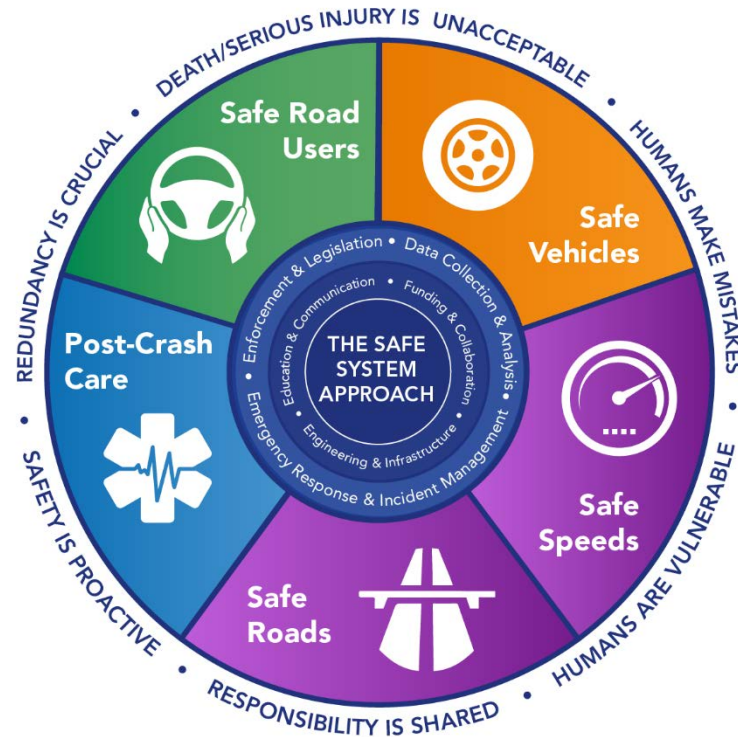 DEATH/SERIOUS INJURY IS UNACCEPTABLE •
HUMANS MAKE MISTAKES •
HUMANS ARE VULNERABLE •
RESPONSIBILITY IS SHARED •
SAFETY IS PROACTIVE •
REDUNDANCY IS CRUCIAL •
Safe Road
Users
Safe
Vehicles
Safe
Speeds
Safe
Roads
Post-Crash
Care
Enforcement & Legislation •
Data Collection & Analysis •
Emergency Response & Incident Management •
Education & Communication •
Funding & Collaboration •
Engineering & Infrastructure •
THE SAFE
SYSTEM
APPROACH